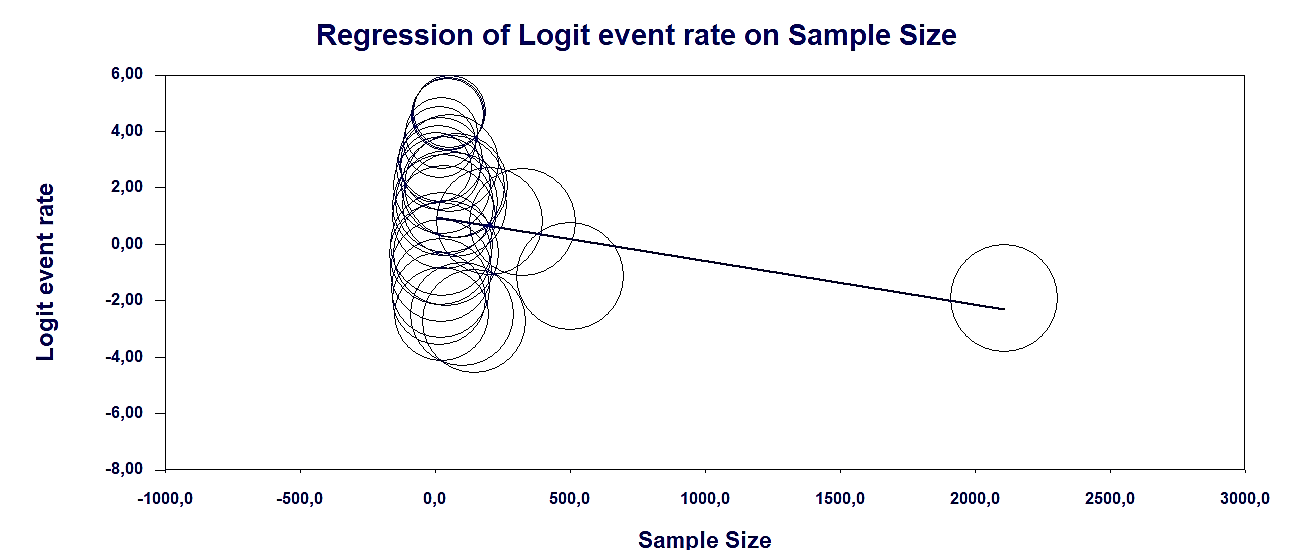 Regression of Logit event rate on Sample Size
6,00
4,00
2,00
0,00
-2,00
-4,00
-6,00
-8,00
Logit event rate
-1000,0 -500,0 0,0 500,0 1000,0 1500,0 2000,0 2500,0 3000,0
Sample Size